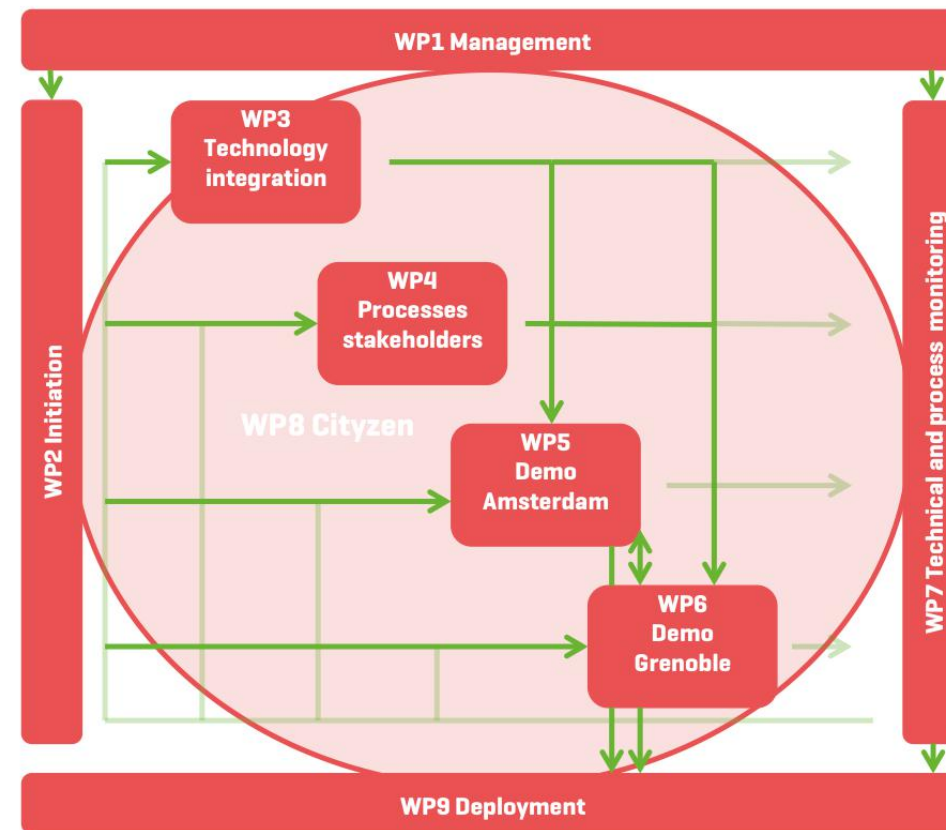 WP1 Management
WP3
Technology
integration
WP4
Processes
stakeholders
WP2 Initiation
WP8 Cityzen
WP5
Demo
Amsterdam
WP7 Technical and process monitoring
WP6
Demo
Grenoble
WP9 Deployment